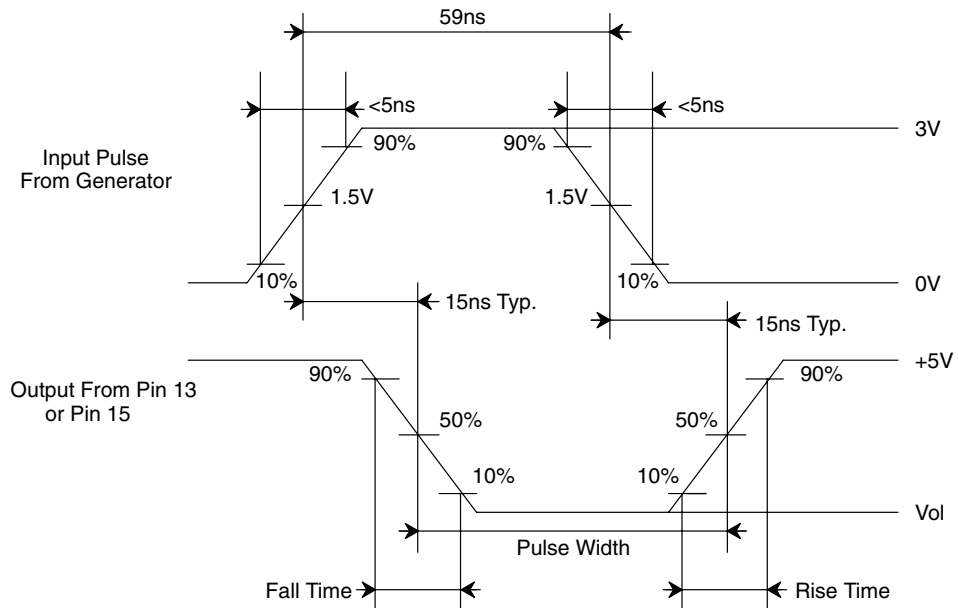 59ns
<5ns
<5ns
3V
90%
90%
Input Pulse
From Generator
1.5V
1.5V
10%
10%
0V
15ns Typ.
15ns Typ.
+5V
90%
90%
Output From Pin 13
or Pin 15
50%
50%
10%
10%
Vol
Pulse Width
Fall Time
Rise Time